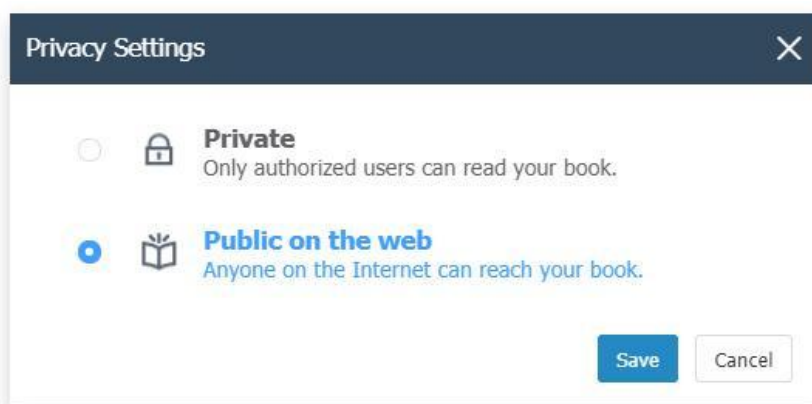 Privacy Settings
Private
Only authorized users can read your book.
Public on the web
Anyone on the Internet can reach your book.
Save
Cancel